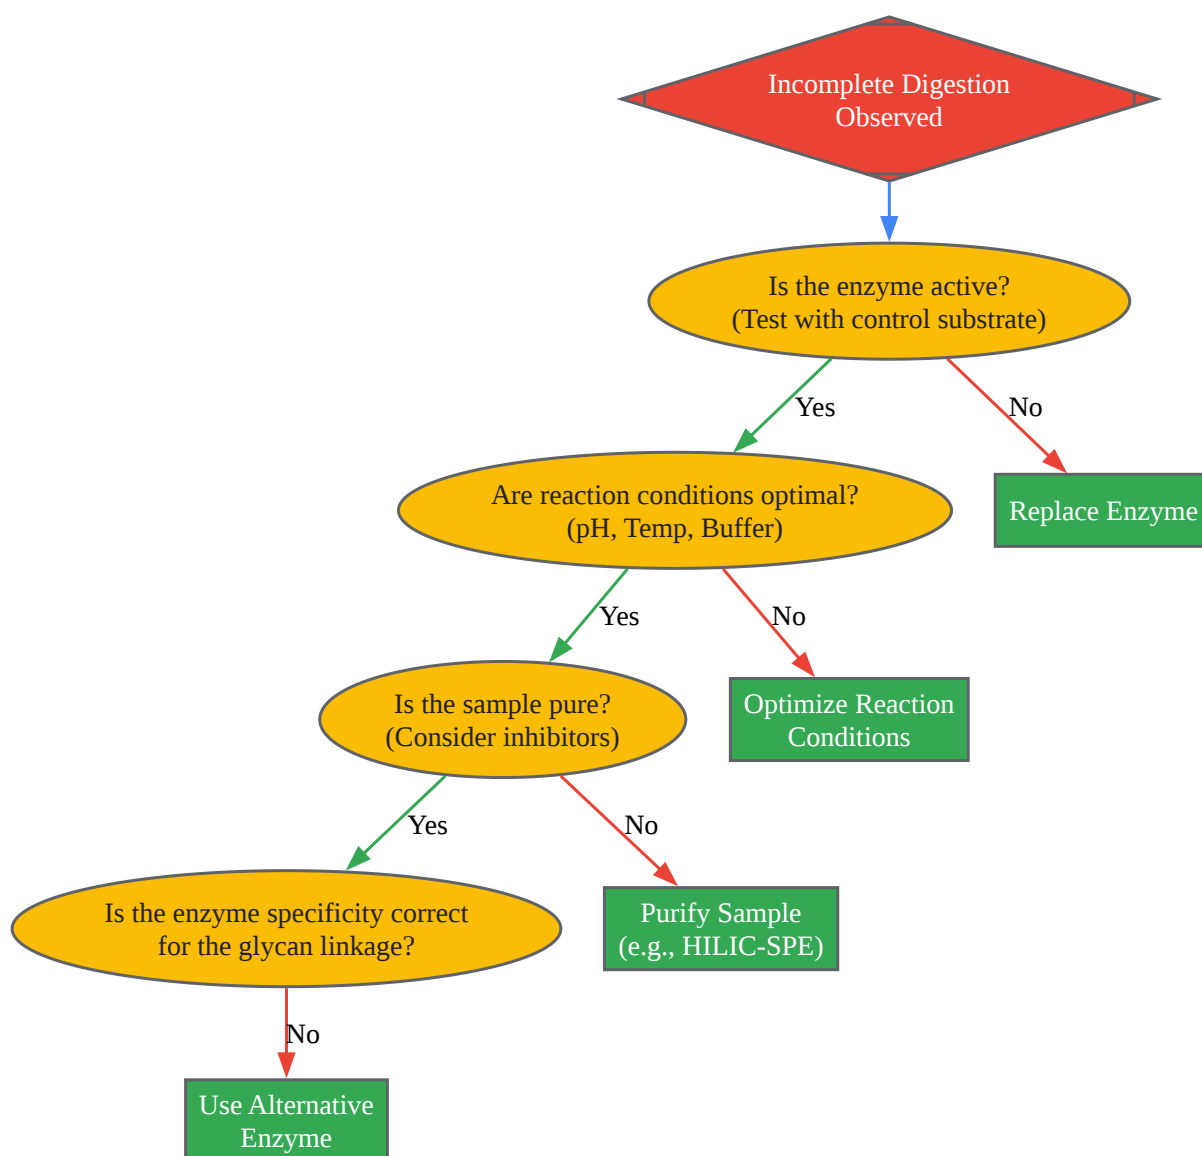 Incomplete Digestion
Observed
Is the enzyme active?
(Test with control substrate)
Yes
No
Are reaction conditions optimal?
(pH, Temp, Buffer)
Replace Enzyme
Yes
No
Is the sample pure?
(Consider inhibitors)
Optimize Reaction
Conditions
Yes
No
Is the enzyme specificity correct
for the glycan linkage?
Purify Sample
(e.g., HILIC-SPE)
No
Use Alternative
Enzyme